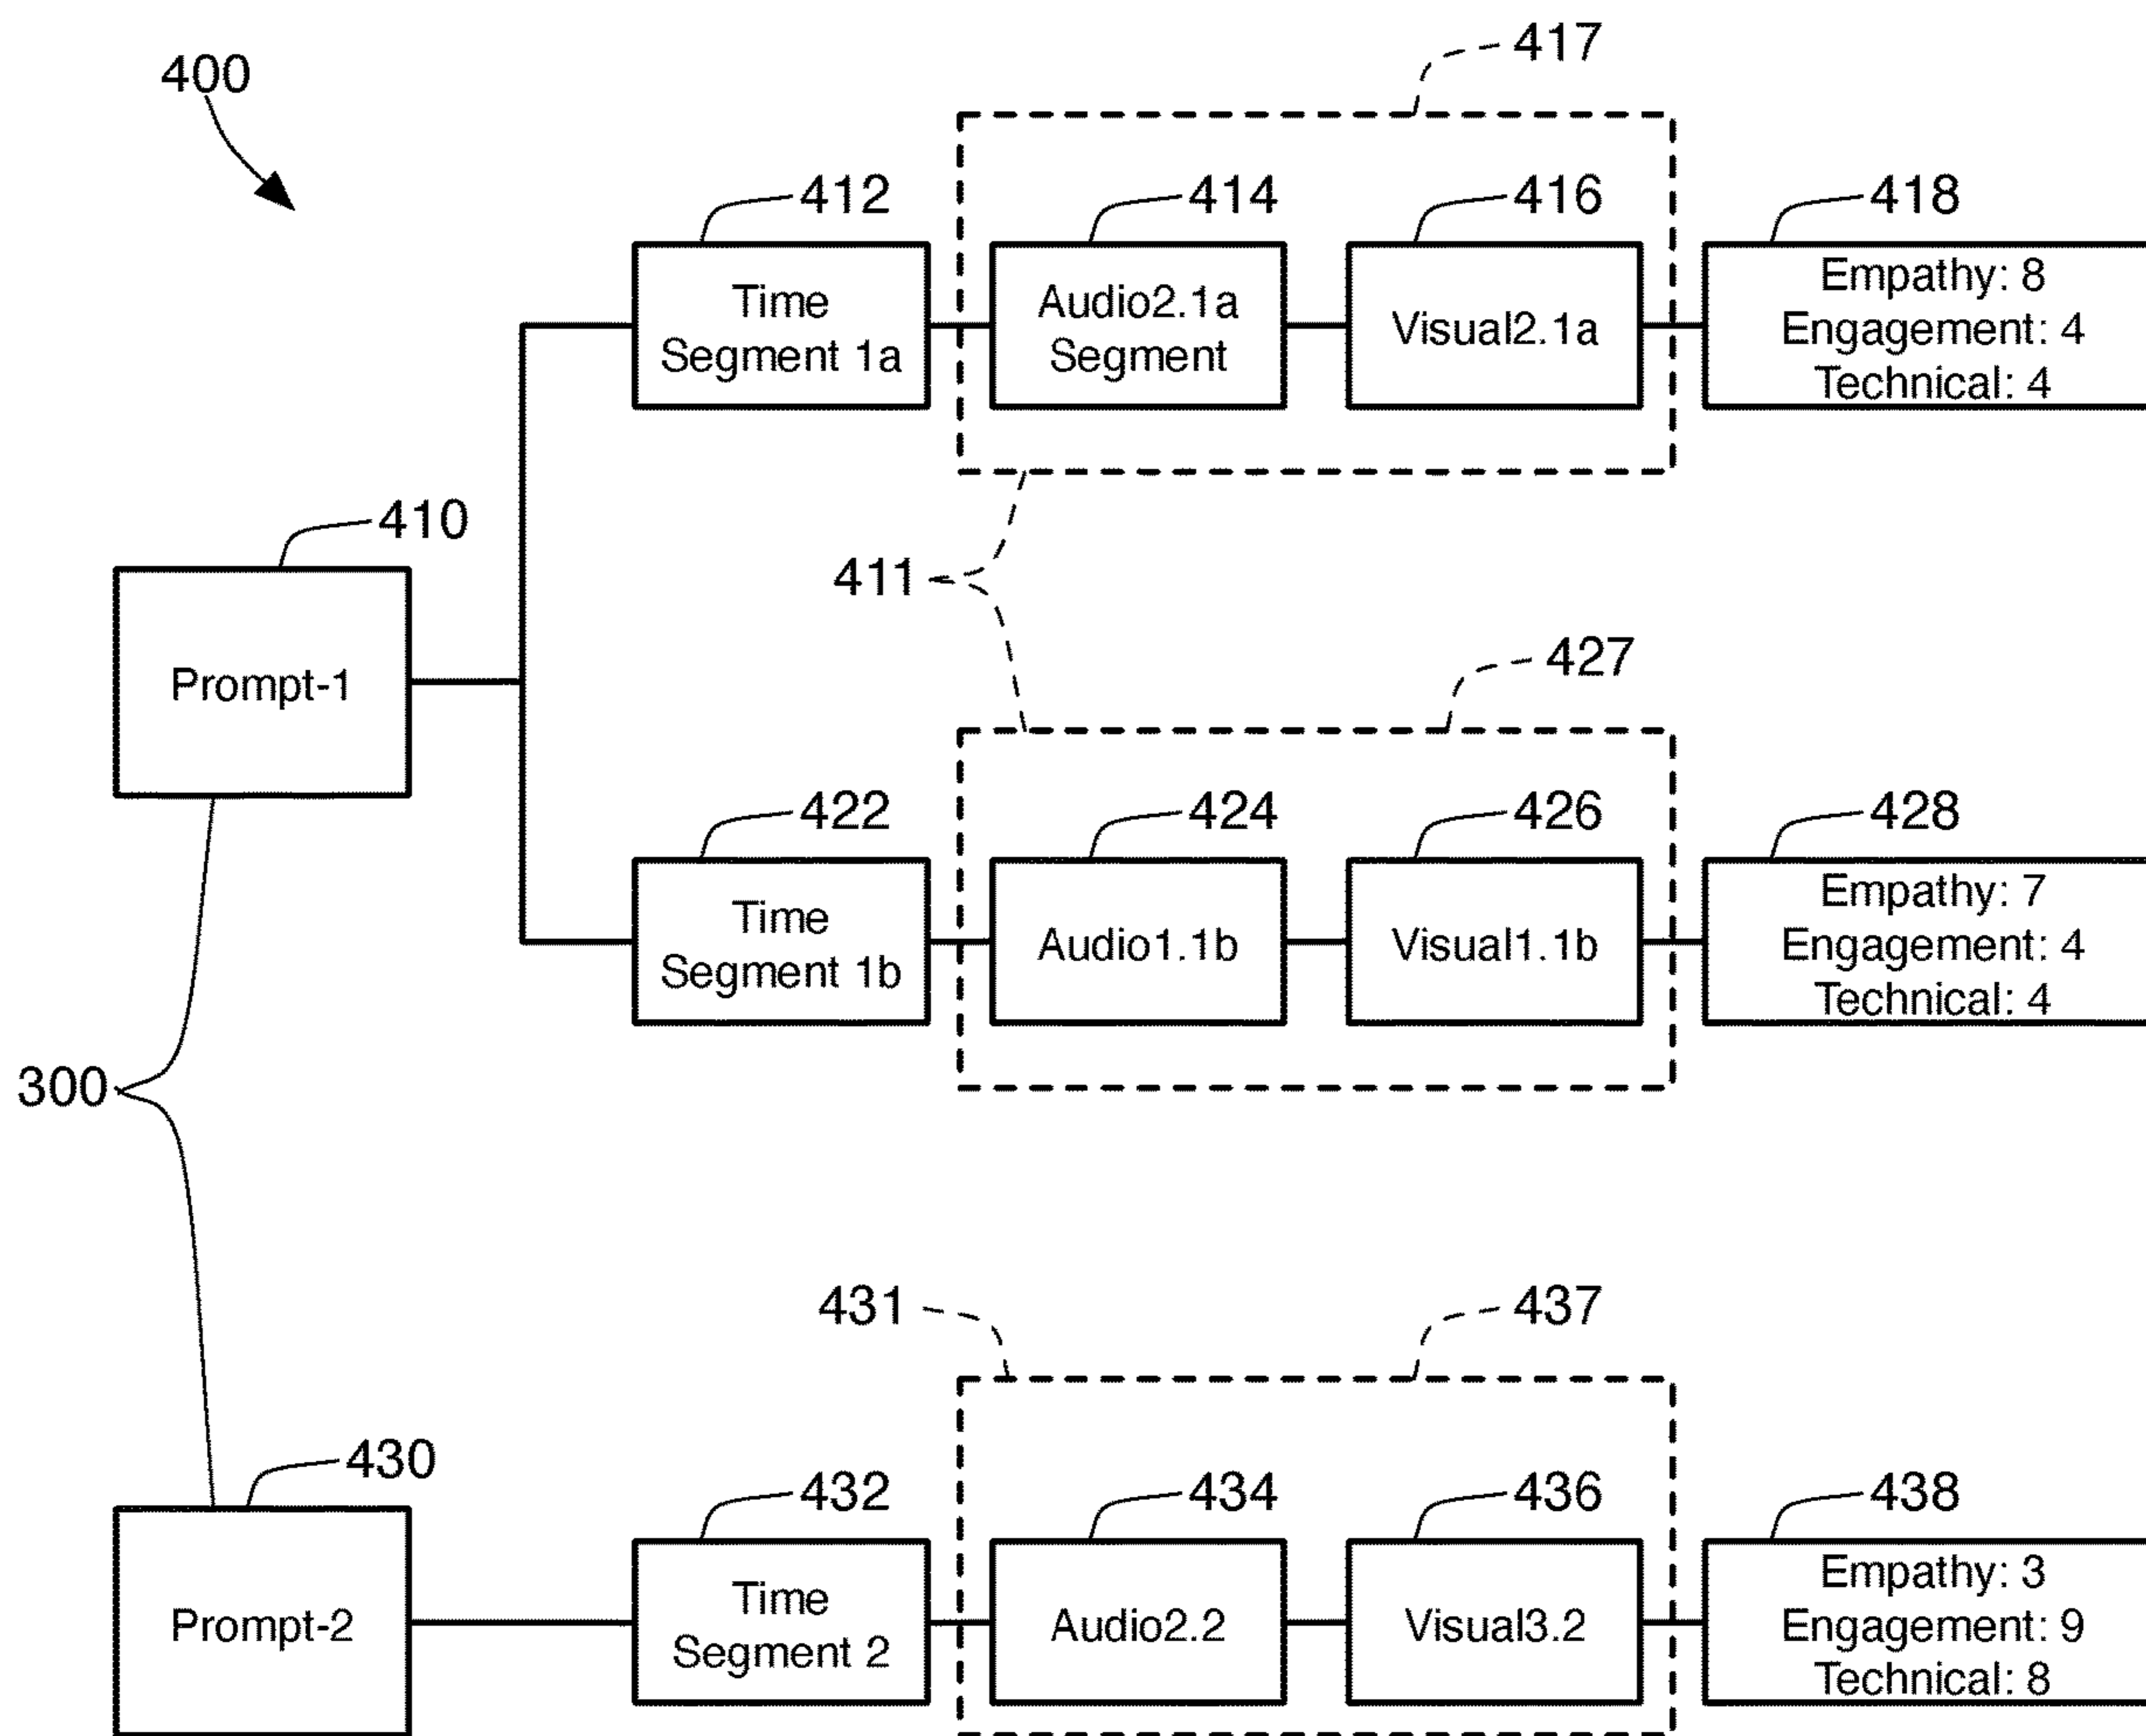 417
400
412
414
416
418
Time
Segment 1a
Audio2.1a
Segment
Visual2.1a
Empathy: 8
Engagement: 4
Technical: 4
410
411
Prompt-1
427
422
424
426
428
Time
Segment 1b
Audio1.1b
Visual1.1b
Empathy: 7
Engagement: 4
Technical: 4
300
431
437
430
432
434
436
438
Prompt-2
Time
Segment 2
Audio2.2
Visual3.2
Empathy: 3
Engagement: 9
Technical: 8